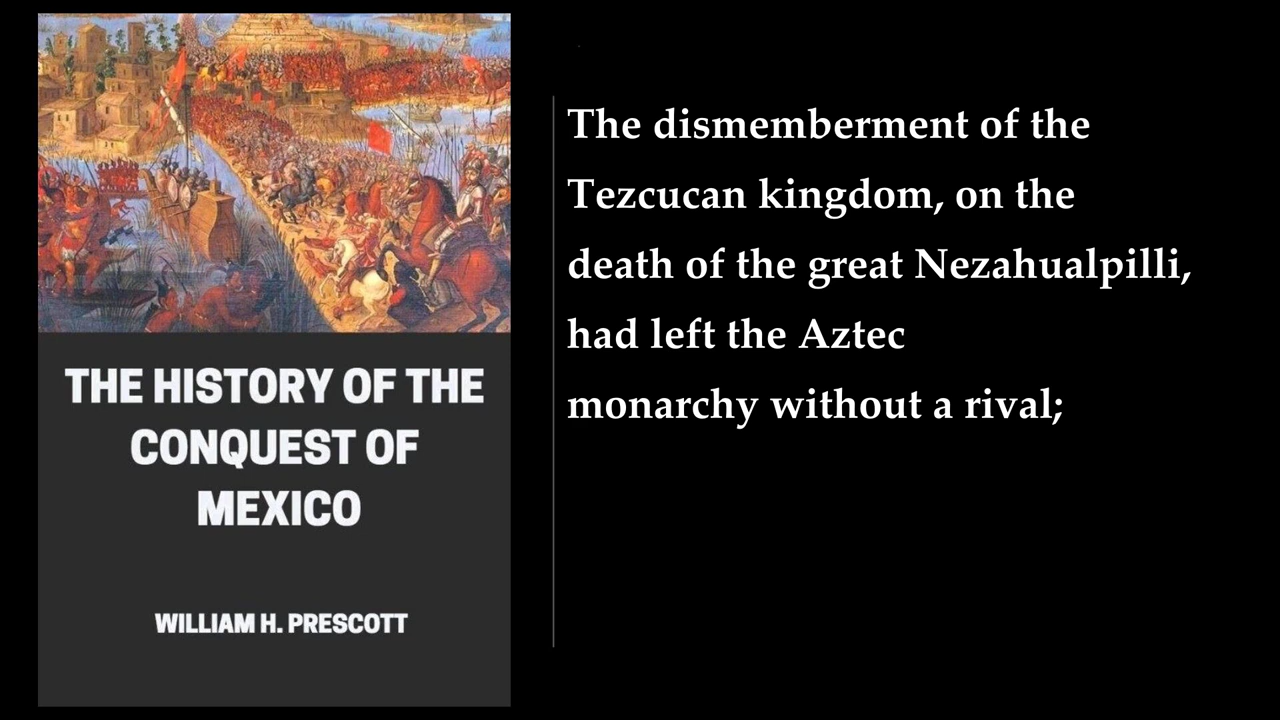 THE HISTORY OF THE
CONQUEST OF
MEXICO
WILLIAM H. PRESCOTT
The dismemberment of the
Tezcucan kingdom, on the
death of the great Nezahualpilli,
had left the Aztec
monarchy without a rival;